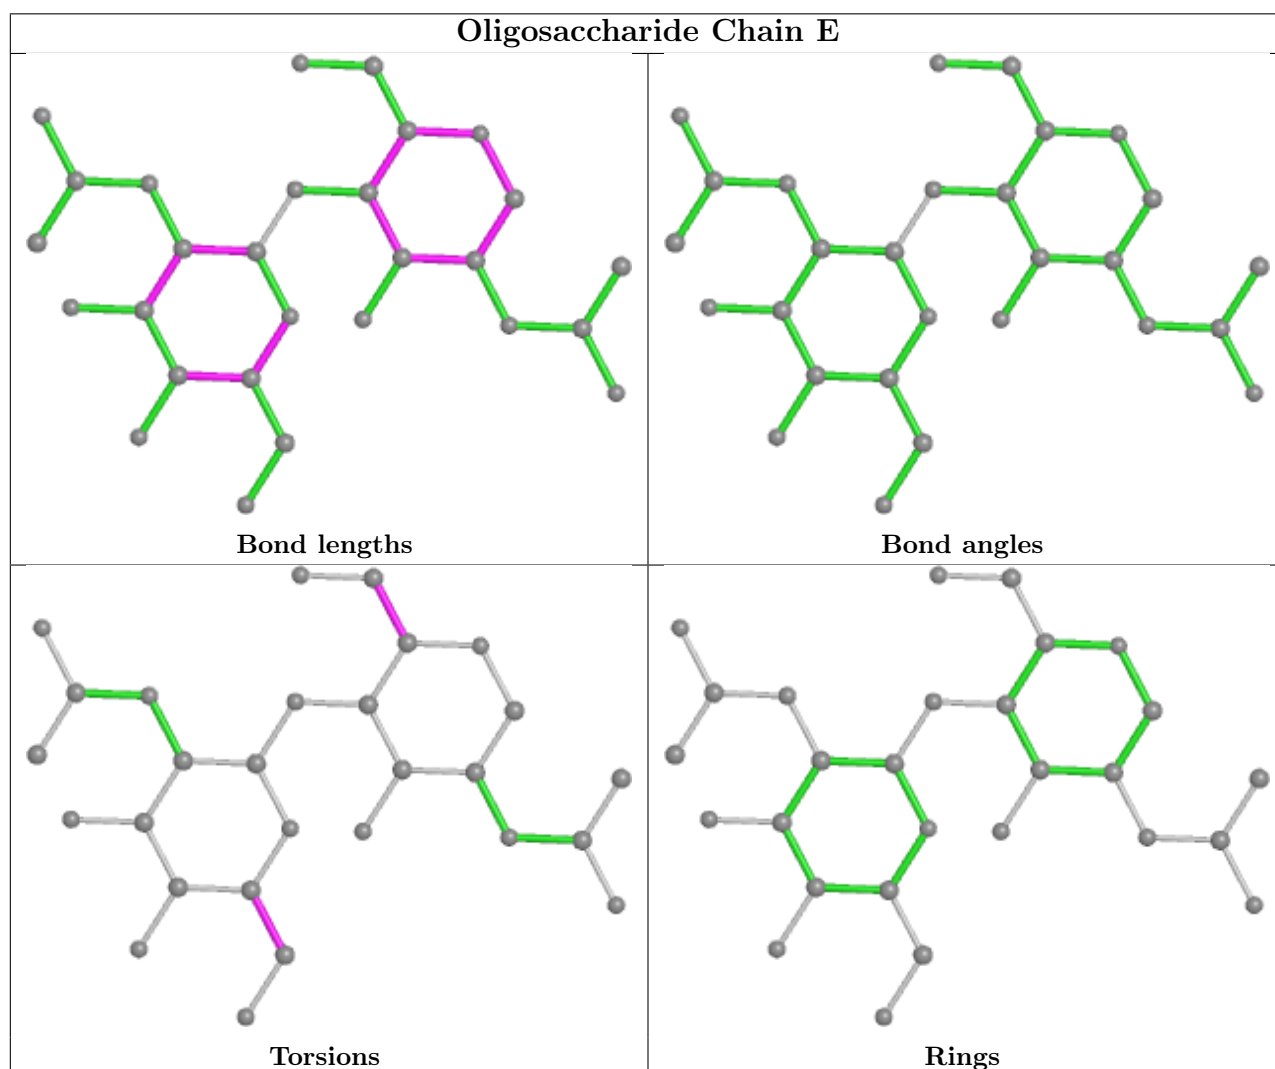 Oligosaccharide Chain E
Bond lengths
Bond angles
Torsions
Rings